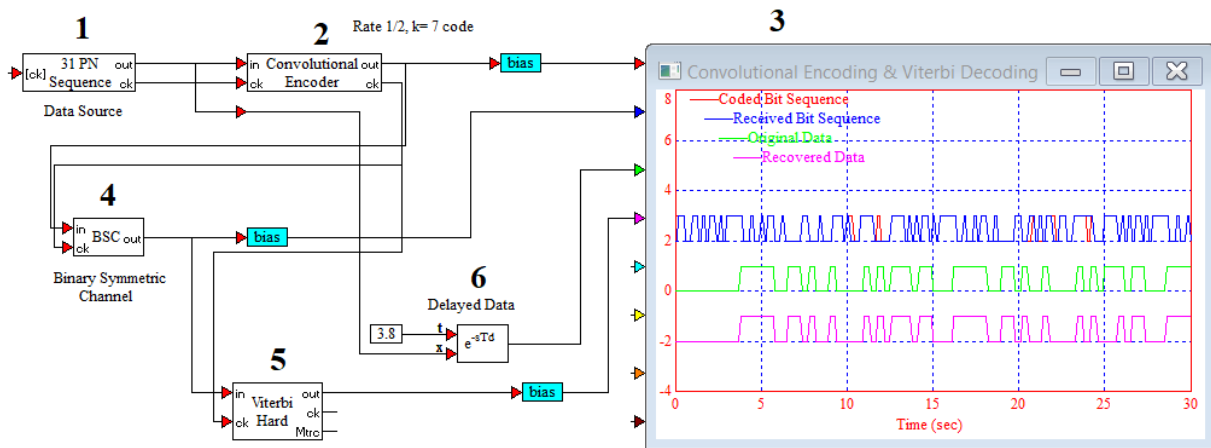 1
2
Rate 1/2, k= 7 code
3
31 PN
Sequence
[ck]
out
ck
Data Source
in
ck
Convolutional
Encoder
out
ck
bias
Convolutional Encoding & Viterbi Decoding
8
6
4
2
0
-2
-4
Coded Bit Sequence
Received Bit Sequence
Original Data
Recovered Data
0
5
10
15
20
25
30
Time (sec)
4
in
ck
BSC
out
Binary Symmetric
Channel
bias
6
Delayed Data
3.8
t
x
e-sTd
5
in
ck
Viterbi
Hard
out
ck
Mtrc
bias